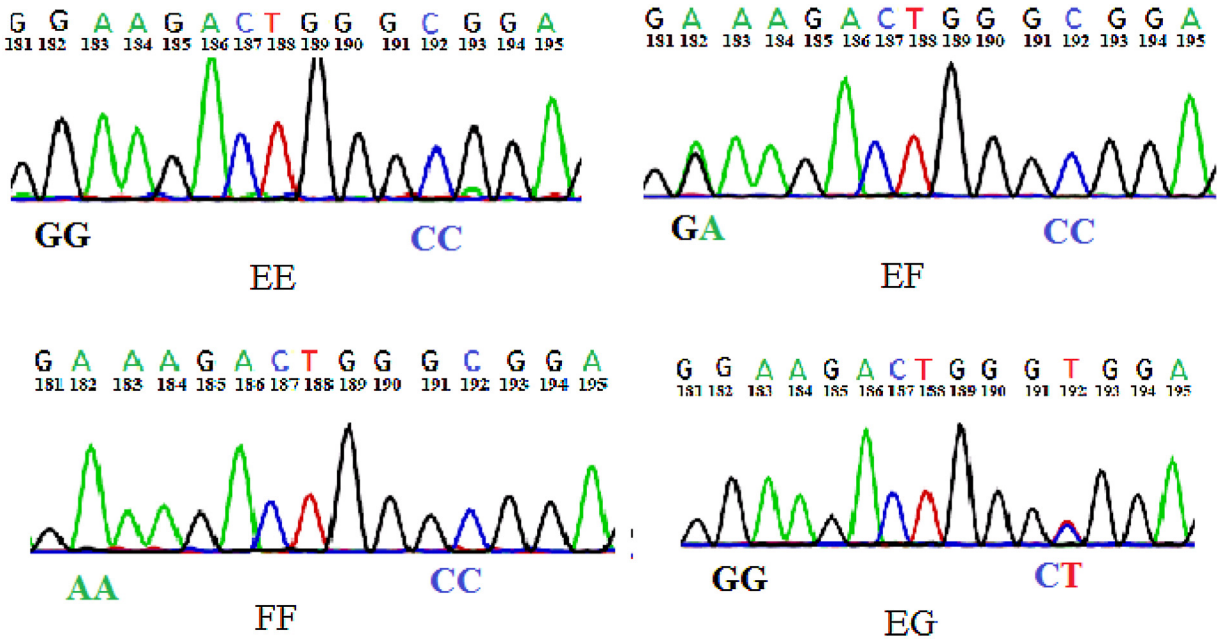 G G A A G A C T G G G C G G A
181 182 183 184 185 186 187 188 189 190 191 192 193 194 195
GG CC
EE
G A A A G A C T G G G C G G A
181 182 183 184 185 186 187 188 189 190 191 192 193 194 195
GA CC
EF
G A A A G A C T G G G C G G A
181 182 183 184 185 186 187 188 189 190 191 192 193 194 195
AA CC
FF
G G A A G A C T G G G T G G A
181 182 183 184 185 186 187 188 189 190 191 192 193 194 195
GG CT
EG